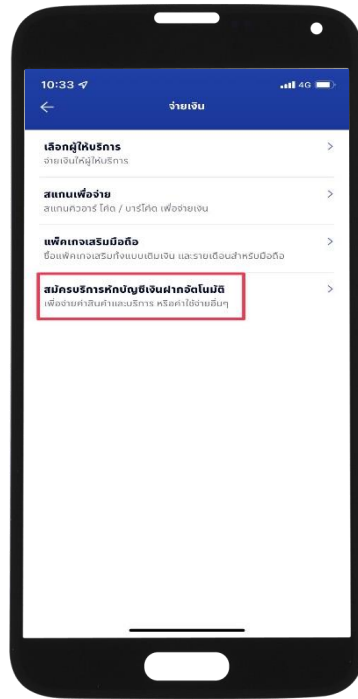 10:33
4G
จ่ายเงิน
เลือกผู้ให้บริการ
จ่ายเงินให้ผู้ให้บริการ
สแกนเพื่อจ่าย
สแกนคิวอาร์ โค้ด / บาร์โค้ด เพื่อจ่ายเงิน
แพ็คเกจเสริมมือถือ
ซื้อแพ็คเกจเสริมทั้งแบบเติมเงิน และรายเดือนสำหรับมือถือ
สมัครบริการหักบัญชีเงินฝากอัตโนมัติ
เพื่อจ่ายค่าสินค้าและบริการ หรือค่าใช้จ่ายอื่นๆ